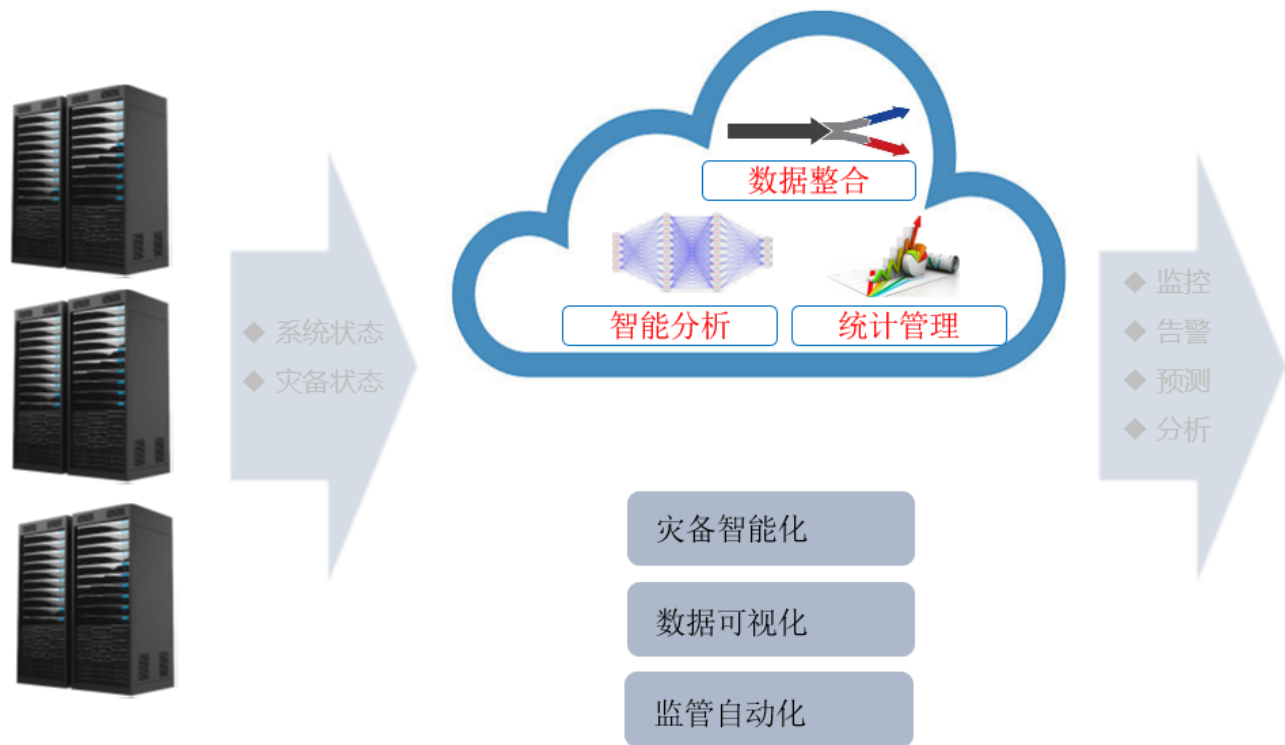 系统状态
灾备状态
数据整合
智能分析
统计管理
监控
告警
预测
分析
灾备智能化
数据可视化
监管自动化